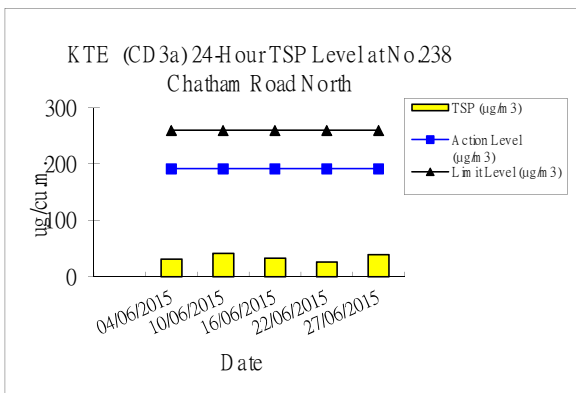 KTE (CD3a) 24-Hour TSP Level at No.238
Chatham Road North
300
200
100
0
ug/cu.m.
04/06/2015
10/06/2015
16/06/2015
22/06/2015
27/06/2015
Date
TSP (µg/m3)
Action Level
(µg/m3)
Limit Level (µg/m3)